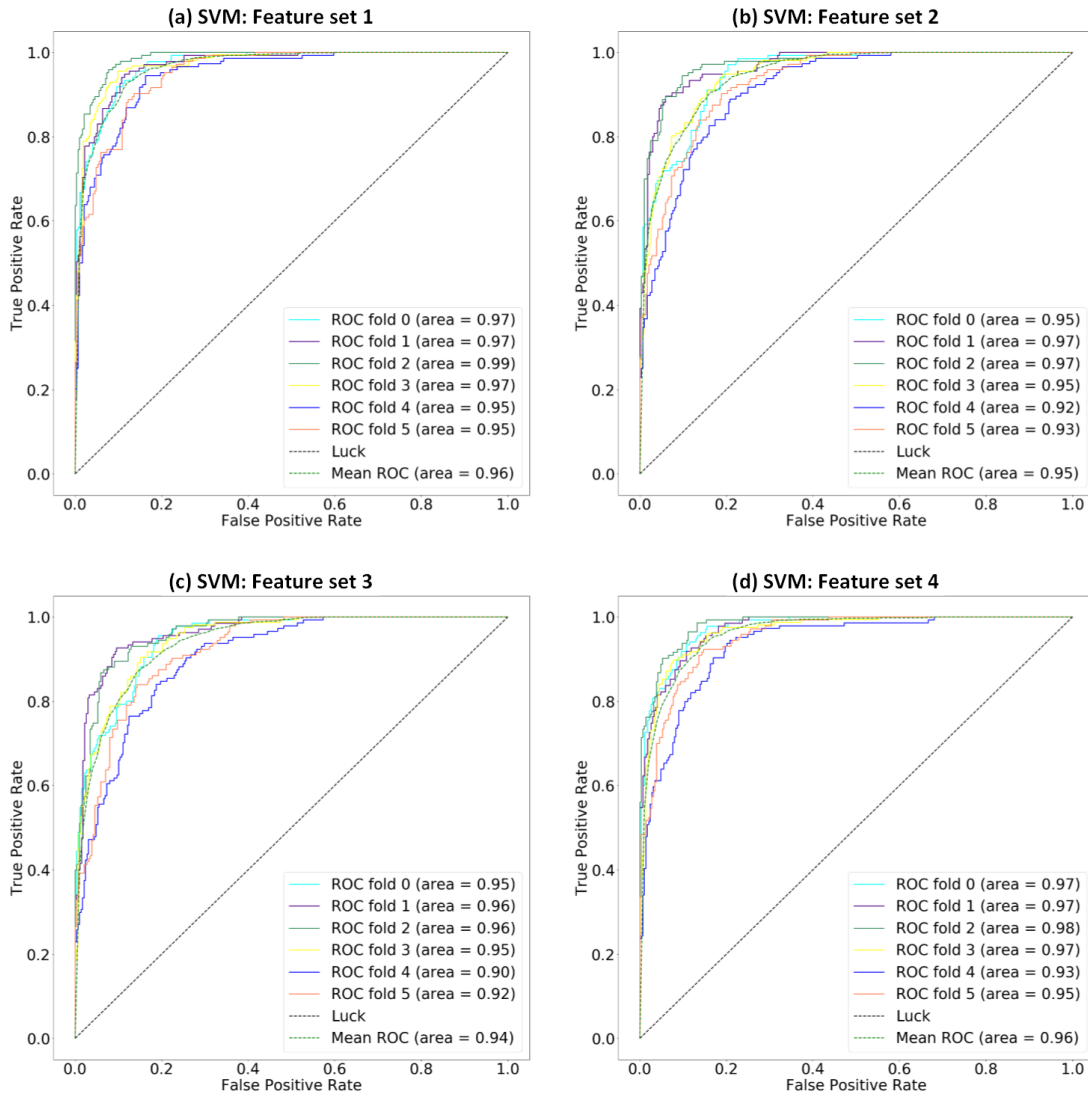 (a) SVM: Feature set 1
1.0
0.8
0.6
0.4
0.2
0.0
True Positive Rate
ROC fold 0 (area = 0.97)
ROC fold 1 (area = 0.97)
ROC fold 2 (area = 0.99)
ROC fold 3 (area = 0.97)
ROC fold 4 (area = 0.95)
ROC fold 5 (area = 0.95)
Luck
Mean ROC (area = 0.96)
0.0 0.2 0.4 0.6 0.8 1.0
False Positive Rate
(b) SVM: Feature set 2
1.0
0.8
0.6
0.4
0.2
0.0
True Positive Rate
ROC fold 0 (area = 0.95)
ROC fold 1 (area = 0.97)
ROC fold 2 (area = 0.97)
ROC fold 3 (area = 0.95)
ROC fold 4 (area = 0.92)
ROC fold 5 (area = 0.93)
Luck
Mean ROC (area = 0.95)
0.0 0.2 0.4 0.6 0.8 1.0
False Positive Rate
(c) SVM: Feature set 3
1.0
0.8
0.6
0.4
0.2
0.0
True Positive Rate
ROC fold 0 (area = 0.95)
ROC fold 1 (area = 0.96)
ROC fold 2 (area = 0.96)
ROC fold 3 (area = 0.95)
ROC fold 4 (area = 0.90)
ROC fold 5 (area = 0.92)
Luck
Mean ROC (area = 0.94)
0.0 0.2 0.4 0.6 0.8 1.0
False Positive Rate
(d) SVM: Feature set 4
1.0
0.8
0.6
0.4
0.2
0.0
True Positive Rate
ROC fold 0 (area = 0.97)
ROC fold 1 (area = 0.97)
ROC fold 2 (area = 0.98)
ROC fold 3 (area = 0.97)
ROC fold 4 (area = 0.93)
ROC fold 5 (area = 0.95)
Luck
Mean ROC (area = 0.96)
0.0 0.2 0.4 0.6 0.8 1.0
False Positive Rate